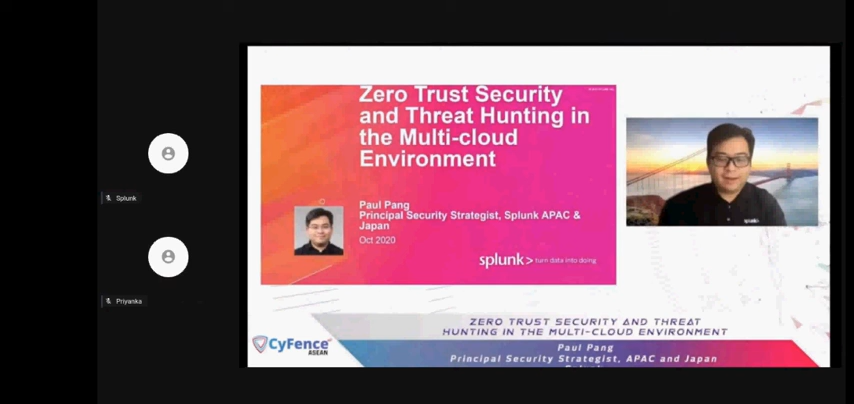 Zero Trust Security
and Threat Hunting in
the Multi-cloud
Environment
Paul Pang
Principal Security Strategist, Splunk APAC &
Japan
Oct 2020
splunk> turn data into doing
Splunk
Priyanka
ZERO TRUST SECURITY AND THREAT
HUNTING IN THE MULTI-CLOUD ENVIRONMENT
CyFence
ASEAN
Paul Pang
Principal Security Strategist, APAC and Japan